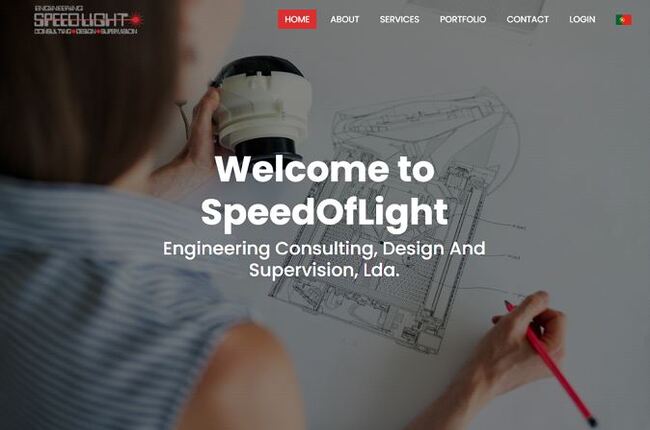 ENGINEERING
SPEEDOFLIGHT
CONSULTING DESIGN SUPERVISION
HOME ABOUT SERVICES PORTFOLIO CONTACT LOGIN
Welcome to
SpeedOfLight
Engineering Consulting, Design And
Supervision, Lda.